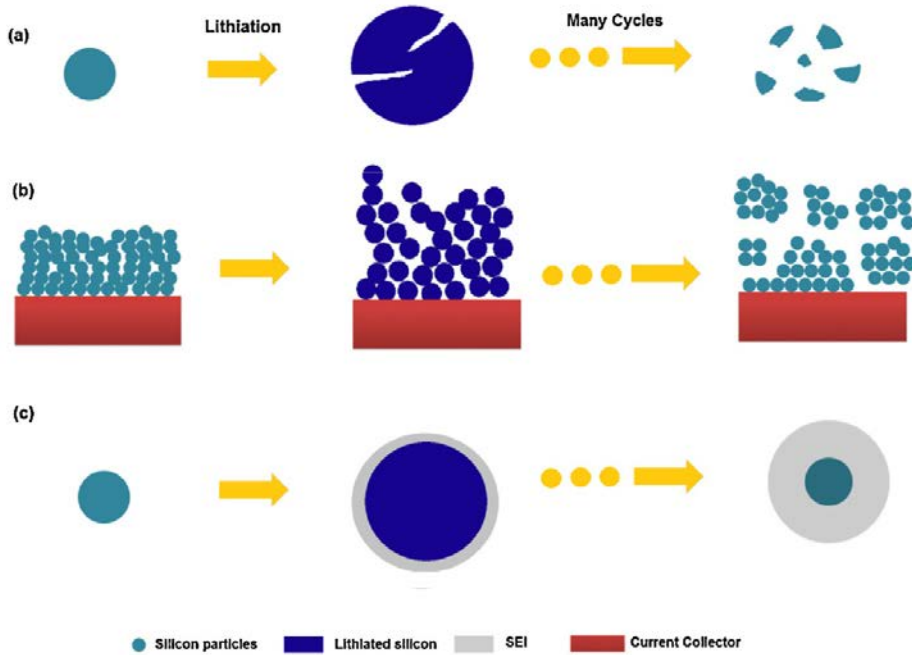 (a)
Lithiation
Many Cycles
(b)
(c)
Silicon particles
Lithiated silicon
SEI
Current Collector